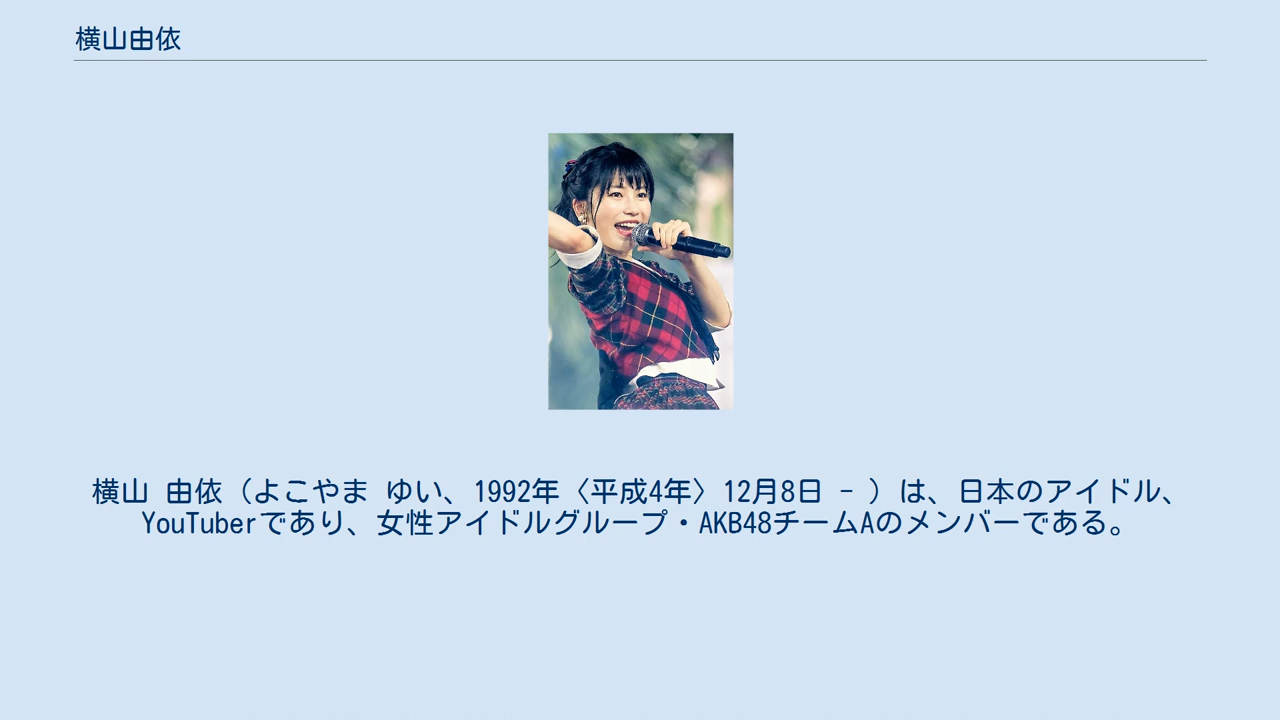 横山由依
横山 由依（よこやま ゆい、1992年〈平成4年〉12月8日 - ）は、日本のアイドル、
YouTuberであり、女性アイドルグループ・AKB48チームAのメンバーである。